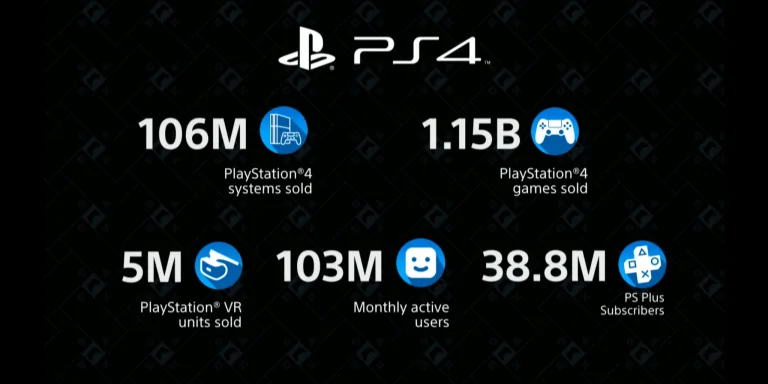 PS4™
106M
PlayStation®4
systems sold
1.15B
PlayStation®4
games sold
5M
PlayStation® VR
units sold
103M
Monthly active
users
38.8M
PS Plus
Subscribers